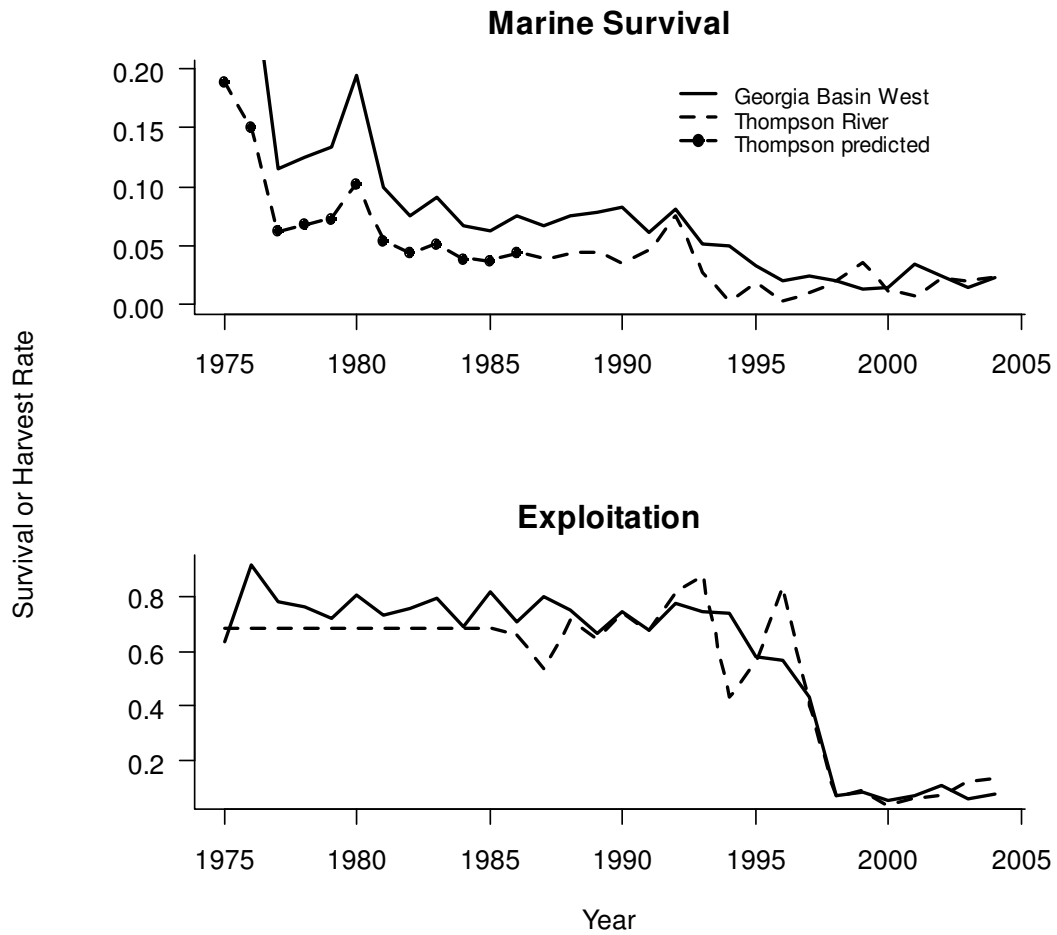 Marine Survival
0.20
0.15
0.10
0.05
0.00
Georgia Basin West
Thompson River
Thompson predicted
1975 1980 1985 1990 1995 2000 2005
Survival or Harvest Rate
Exploitation
0.8
0.6
0.4
0.2
1975 1980 1985 1990 1995 2000 2005
Year